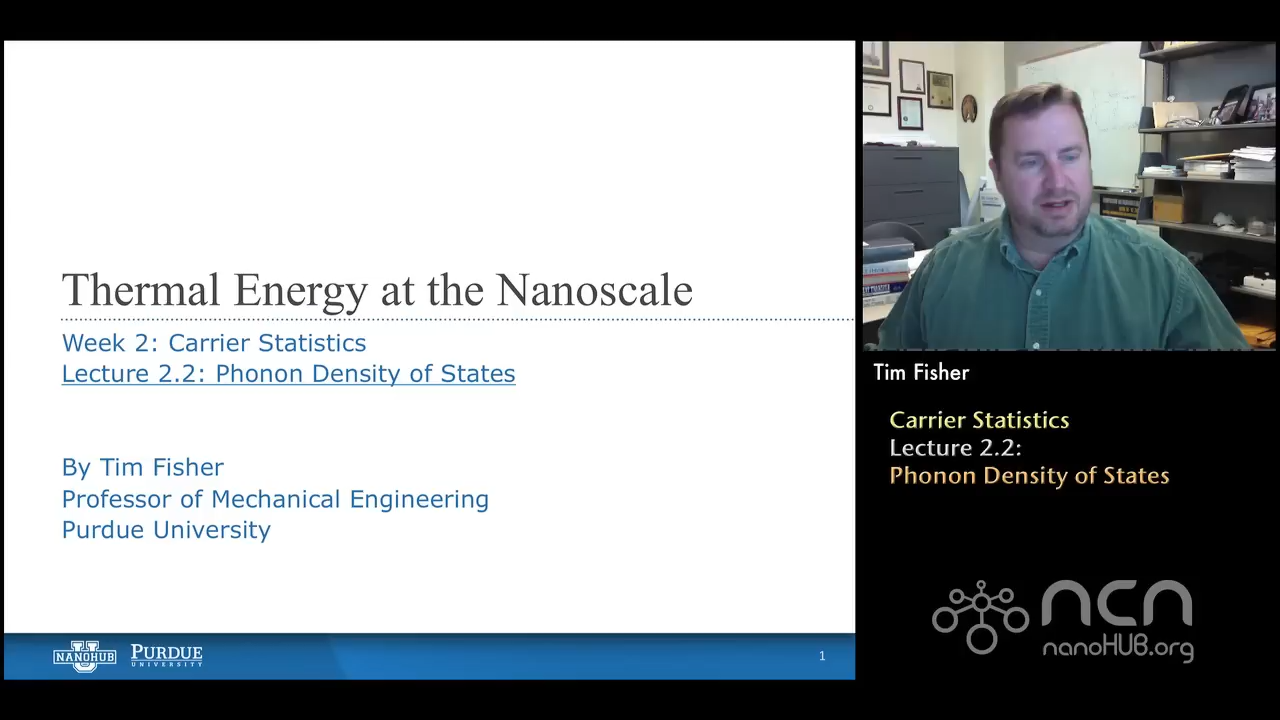 Thermal Energy at the Nanoscale
Week 2: Carrier Statistics
Lecture 2.2: Phonon Density of States
By Tim Fisher
Professor of Mechanical Engineering
Purdue University
NANOHUB
U
PURDUE
UNIVERSITY
1
Tim Fisher
Carrier Statistics
Lecture 2.2:
Phonon Density of States
ncn
nanoHUB.org